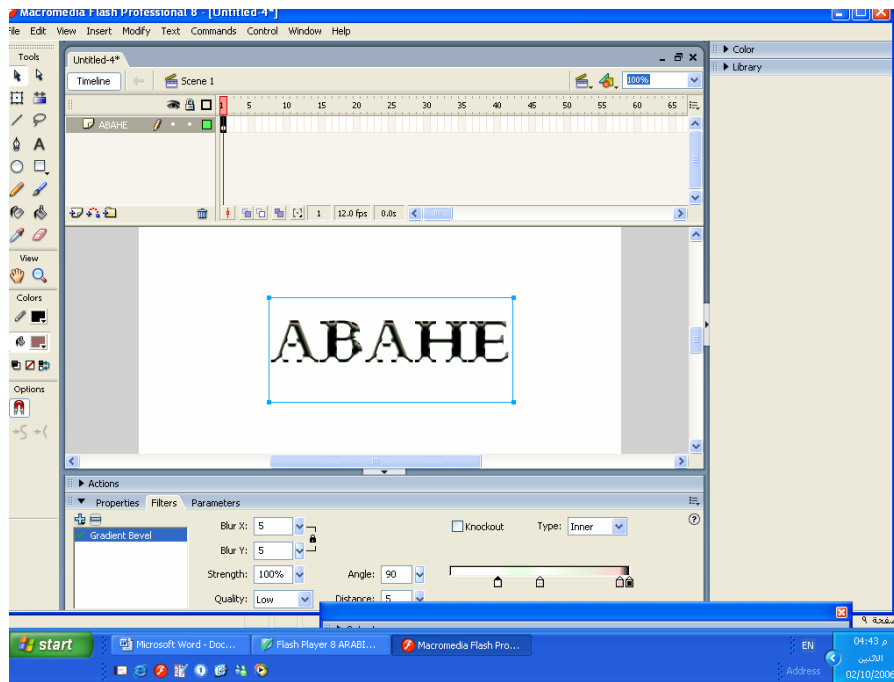 Macromedia Flash Professional 8 - [Untitled-4*]
File Edit View Insert Modify Text Commands Control Window Help
Tools
Untitled-4*
Color
Library
Timeline Scene 1 100%
1 5 10 15 20 25 30 35 40 45 50 55 60 65
ABAHE
1 12.0 fps 0.0s
View
Colors
Options
ABAHE
Actions
Properties Filters Parameters
Gradient Bevel
Blur X: 5 Knockout Type: Inner
Blur Y: 5
Strength: 100% Angle: 90
Quality: Low Distance: 5
صفحة ٩
start Microsoft Word - Doc... Flash Player 8 ARABI... Macromedia Flash Pro... EN 04:43 م
الاثنين
Address 02/10/2006